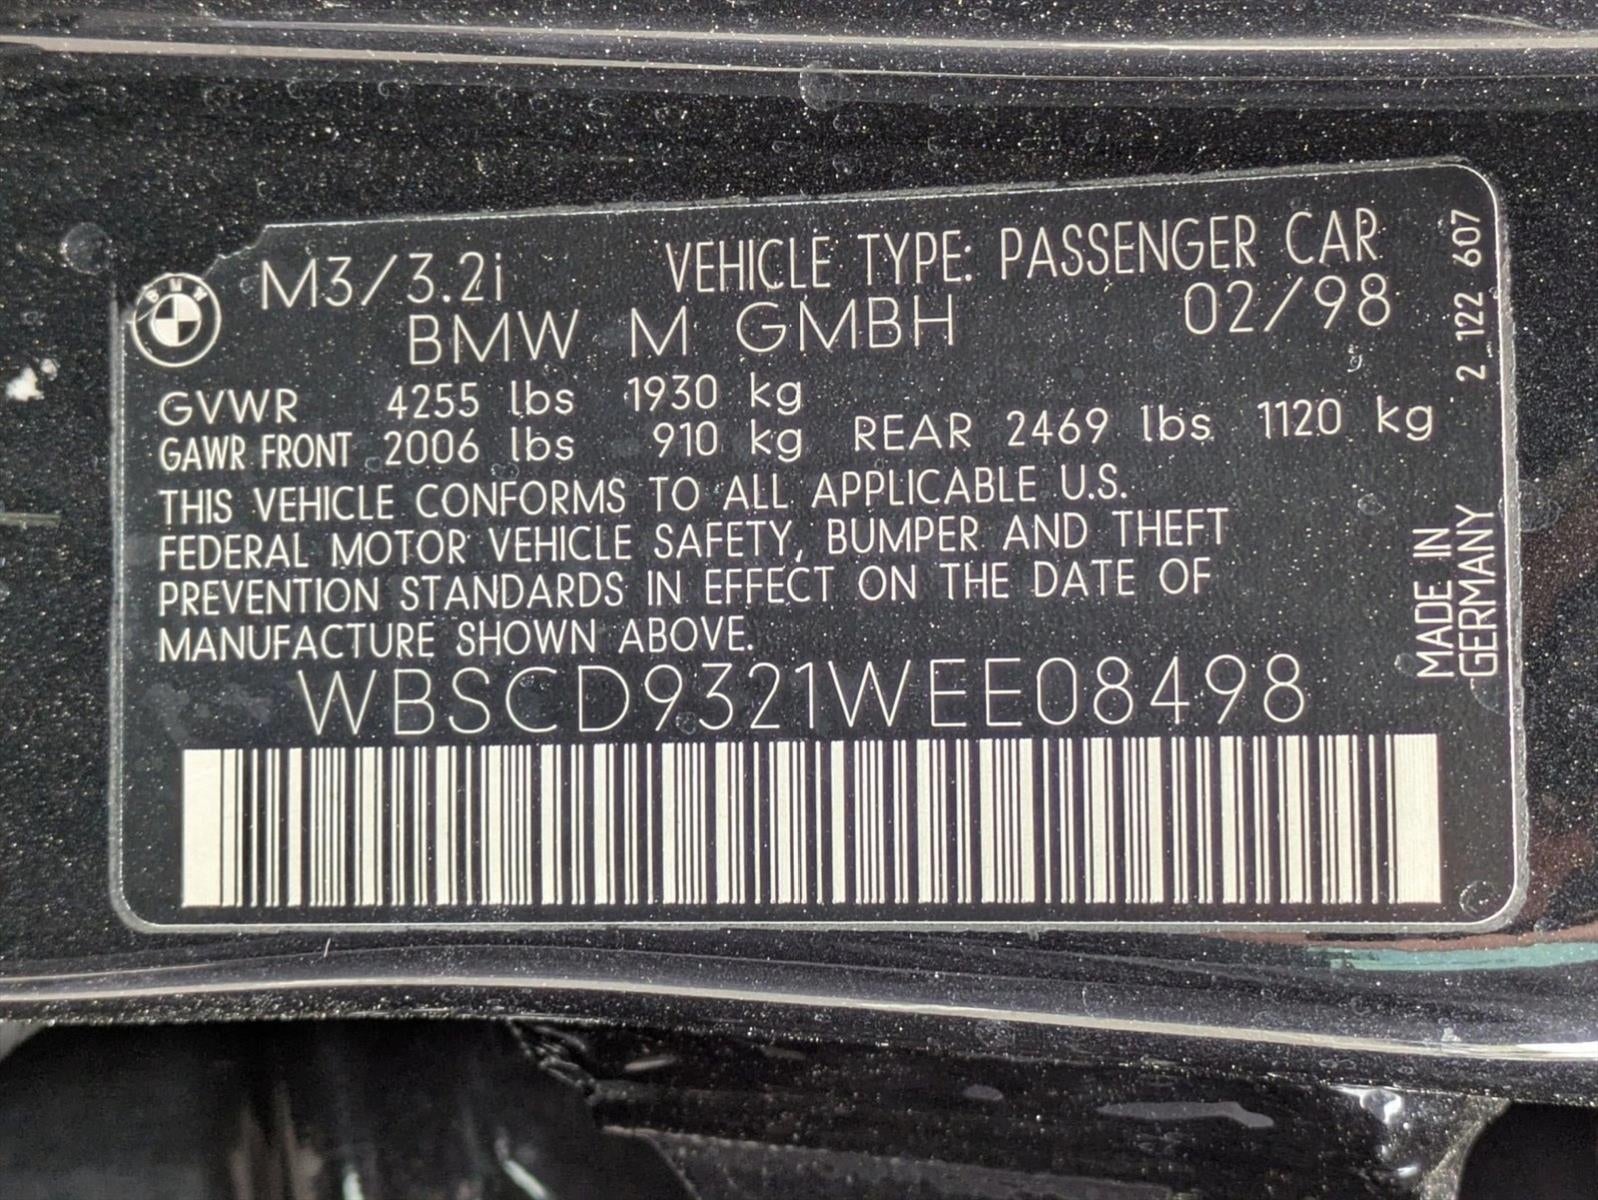 BMW
M3/3.2i VEHICLE TYPE: PASSENGER CAR
BMW M GMBH 02/98
GVWR 4255 lbs 1930 kg
GAWR FRONT 2006 lbs 910 kg REAR 2469 lbs 1120 kg
THIS VEHICLE CONFORMS TO ALL APPLICABLE U.S.
FEDERAL MOTOR VEHICLE SAFETY, BUMPER AND THEFT
PREVENTION STANDARDS IN EFFECT ON THE DATE OF
MANUFACTURE SHOWN ABOVE.
WBSCD9321WEE08498
2 122 607
MADE IN
GERMANY